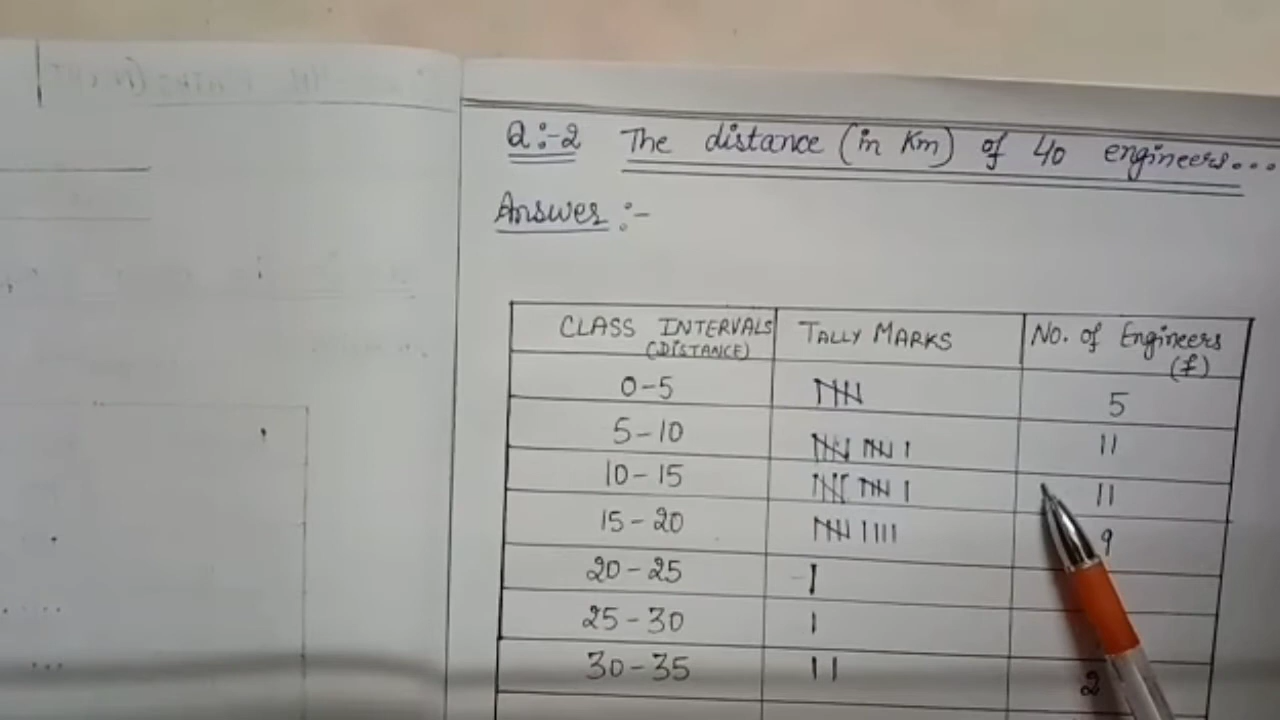 Q:-2 The distance (in Km) of 40 engineers...
Answer :-
CLASS INTERVALS (DISTANCE) TALLY MARKS No. of Engineers (f)
0-5 5
5-10 11
10-15 11
15-20 9
20-25
25-30
30-35 2